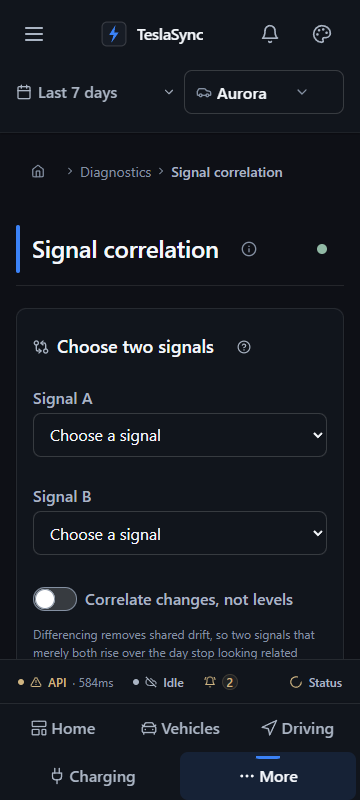 TeslaSync
Last 7 days
Aurora
Diagnostics > Signal correlation
Signal correlation
Choose two signals
Signal A
Choose a signal
Signal B
Choose a signal
Correlate changes, not levels
Differencing removes shared drift, so two signals that
merely both rise over the day stop looking related
API · 584ms
Idle
2
Status
Home
Vehicles
Driving
Charging
More